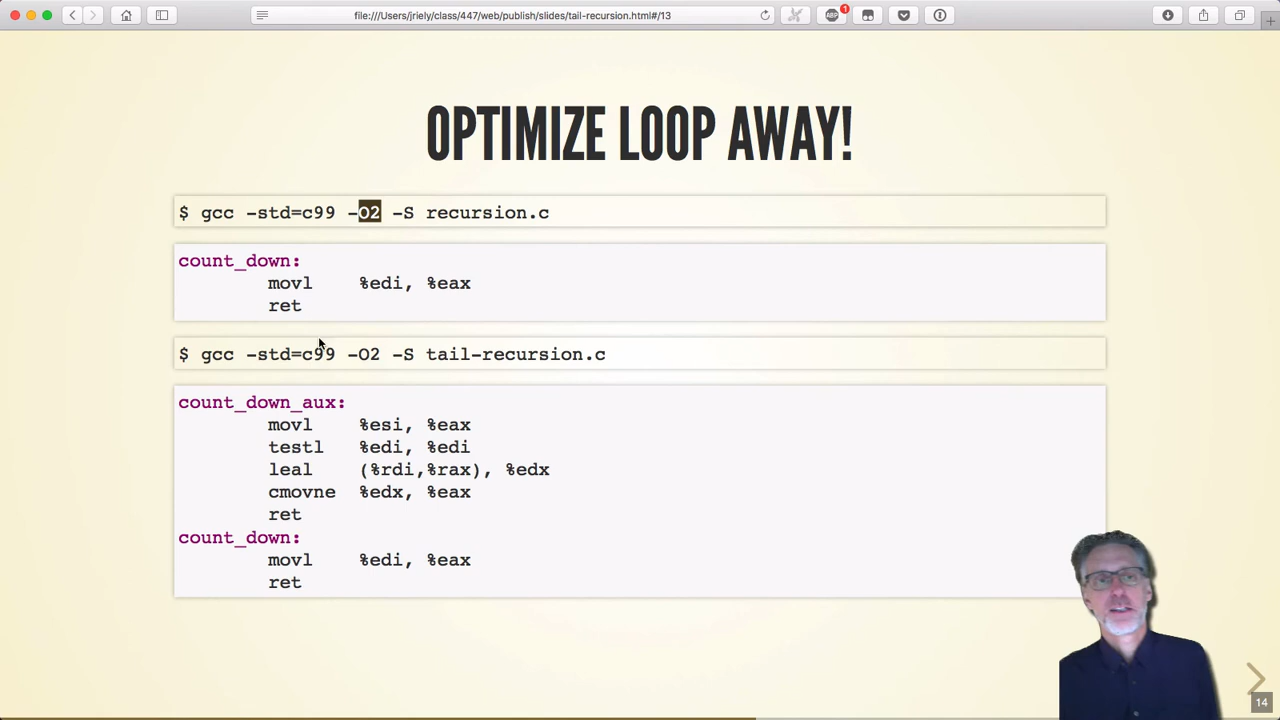 file:///Users/jriely/class/447/web/publish/slides/tail-recursion.html#/13
ABP
1
OPTIMIZE LOOP AWAY!
$ gcc -std=c99 -O2 -S recursion.c
count_down:
movl %edi, %eax
ret
$ gcc -std=c99 -O2 -S tail-recursion.c
count_down_aux:
movl %esi, %eax
testl %edi, %edi
leal (%rdi,%rax), %edx
cmovne %edx, %eax
ret
count_down:
movl %edi, %eax
ret
14